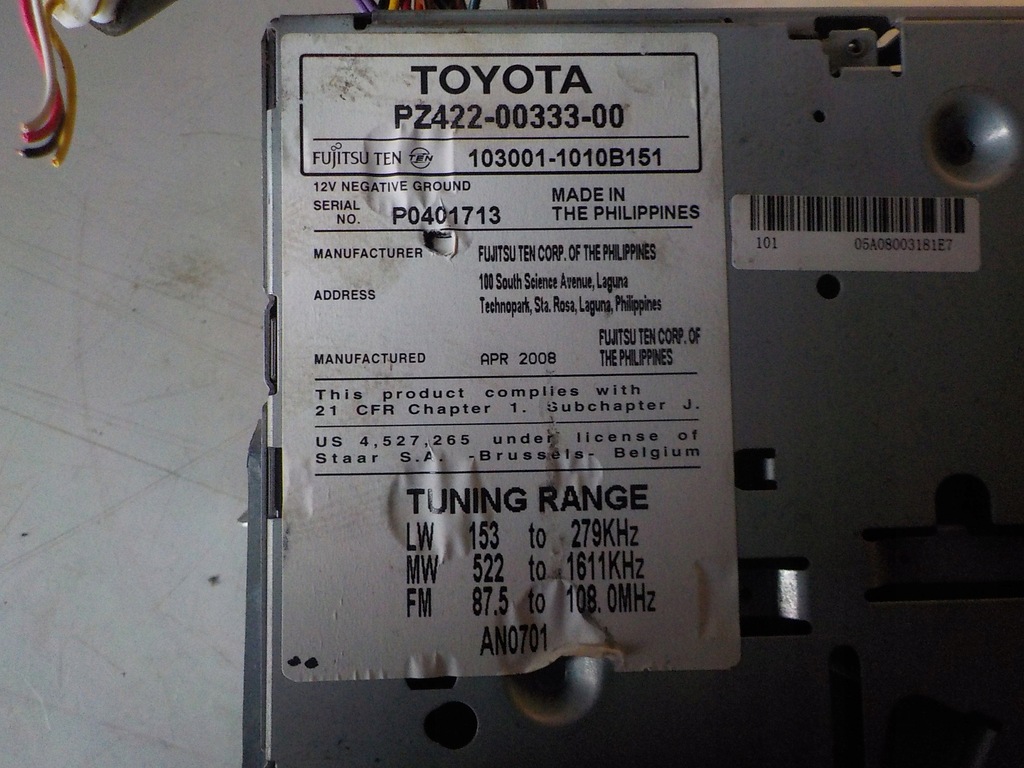 TOYOTA
PZ422-00333-00
FUJITSU TEN TEN 103001-1010B151
12V NEGATIVE GROUND
SERIAL NO. P0401713
MADE IN THE PHILIPPINES
MANUFACTURER FUJITSU TEN CORP. OF THE PHILIPPINES
ADDRESS 100 South Science Avenue, Laguna
Technopark, Sta. Rosa, Laguna, Philippines
MANUFACTURED APR 2008 FUJITSU TEN CORP. OF
THE PHILIPPINES
This product complies with
21 CFR Chapter 1. Subchapter J.
US 4,527,265 under license of
Staar S.A. -Brussels- Belgium
TUNING RANGE
LW 153 to 279KHz
MW 522 to 1611KHz
FM 87.5 to 108.0MHz
AN0701
101 05A08003181E7